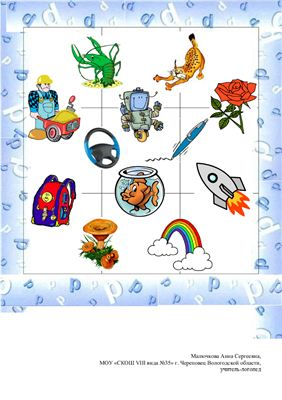 Малючкова Анна Сергеевна,
МОУ «СКОШ VIII вида №35» г. Череповец Вологодской области,
учитель-логопед